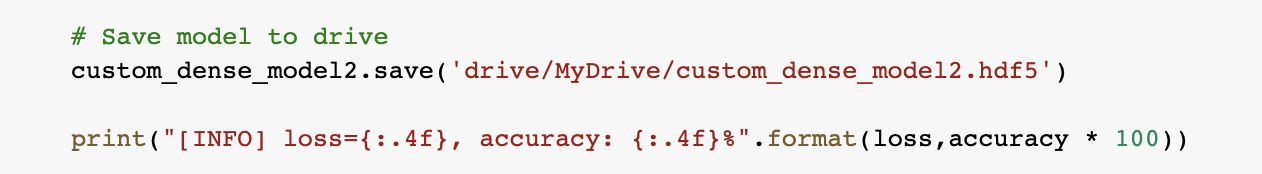 # Save model to drive
custom_dense_model2.save('drive/MyDrive/custom_dense_model2.hdf5')
print("[INFO] loss={:.4f}, accuracy: {:.4f}%".format(loss,accuracy * 100))